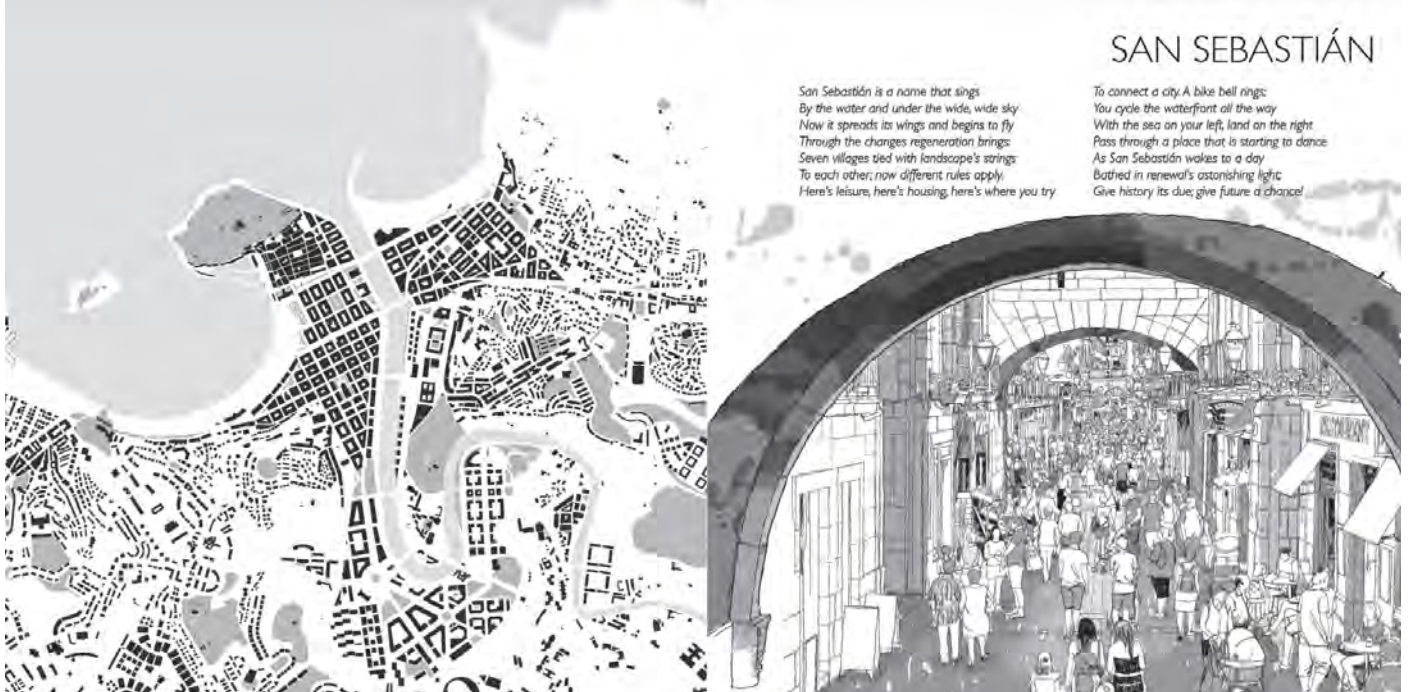 SAN SEBASTIÁN
San Sebastián is a name that sings
By the water and under the wide, wide sky
Now it spreads its wings and begins to fly
Through the changes regeneration brings:
Seven villages tied with landscape's strings
To each other; now different rules apply.
Here's leisure, here's housing, here's where you try
To connect a city. A bike bell rings:
You cycle the waterfront all the way
With the sea on your left, land on the right
Pass through a place that is starting to dance
As San Sebastián wakes to a day
Bathed in renewal's astonishing light;
Give history its due; give future a chance!